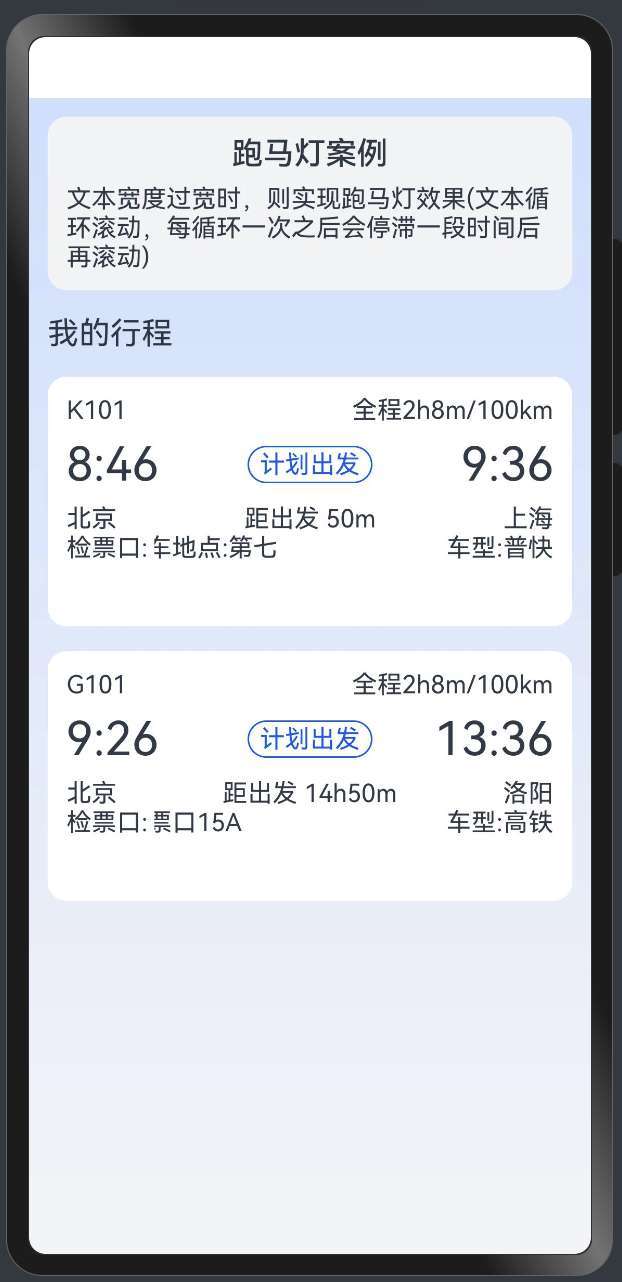 跑马灯案例
文本宽度过宽时，则实现跑马灯效果(文本循
环滚动，每循环一次之后会停滞一段时间后
再滚动)
我的行程
K101 全程2h8m/100km
8:46 计划出发 9:36
北京 距出发 50m 上海
检票口: 车地点:第七 车型:普快
G101 全程2h8m/100km
9:26 计划出发 13:36
北京 距出发 14h50m 洛阳
检票口: 票口15A 车型:高铁